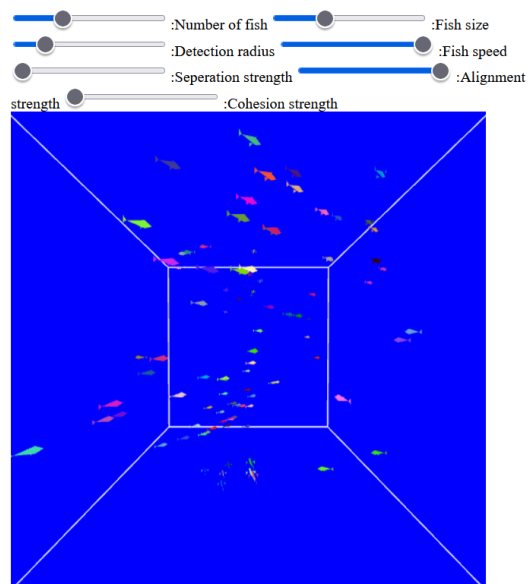 :Number of fish :Fish size
:Detection radius :Fish speed
:Seperation strength :Alignment
strength :Cohesion strength